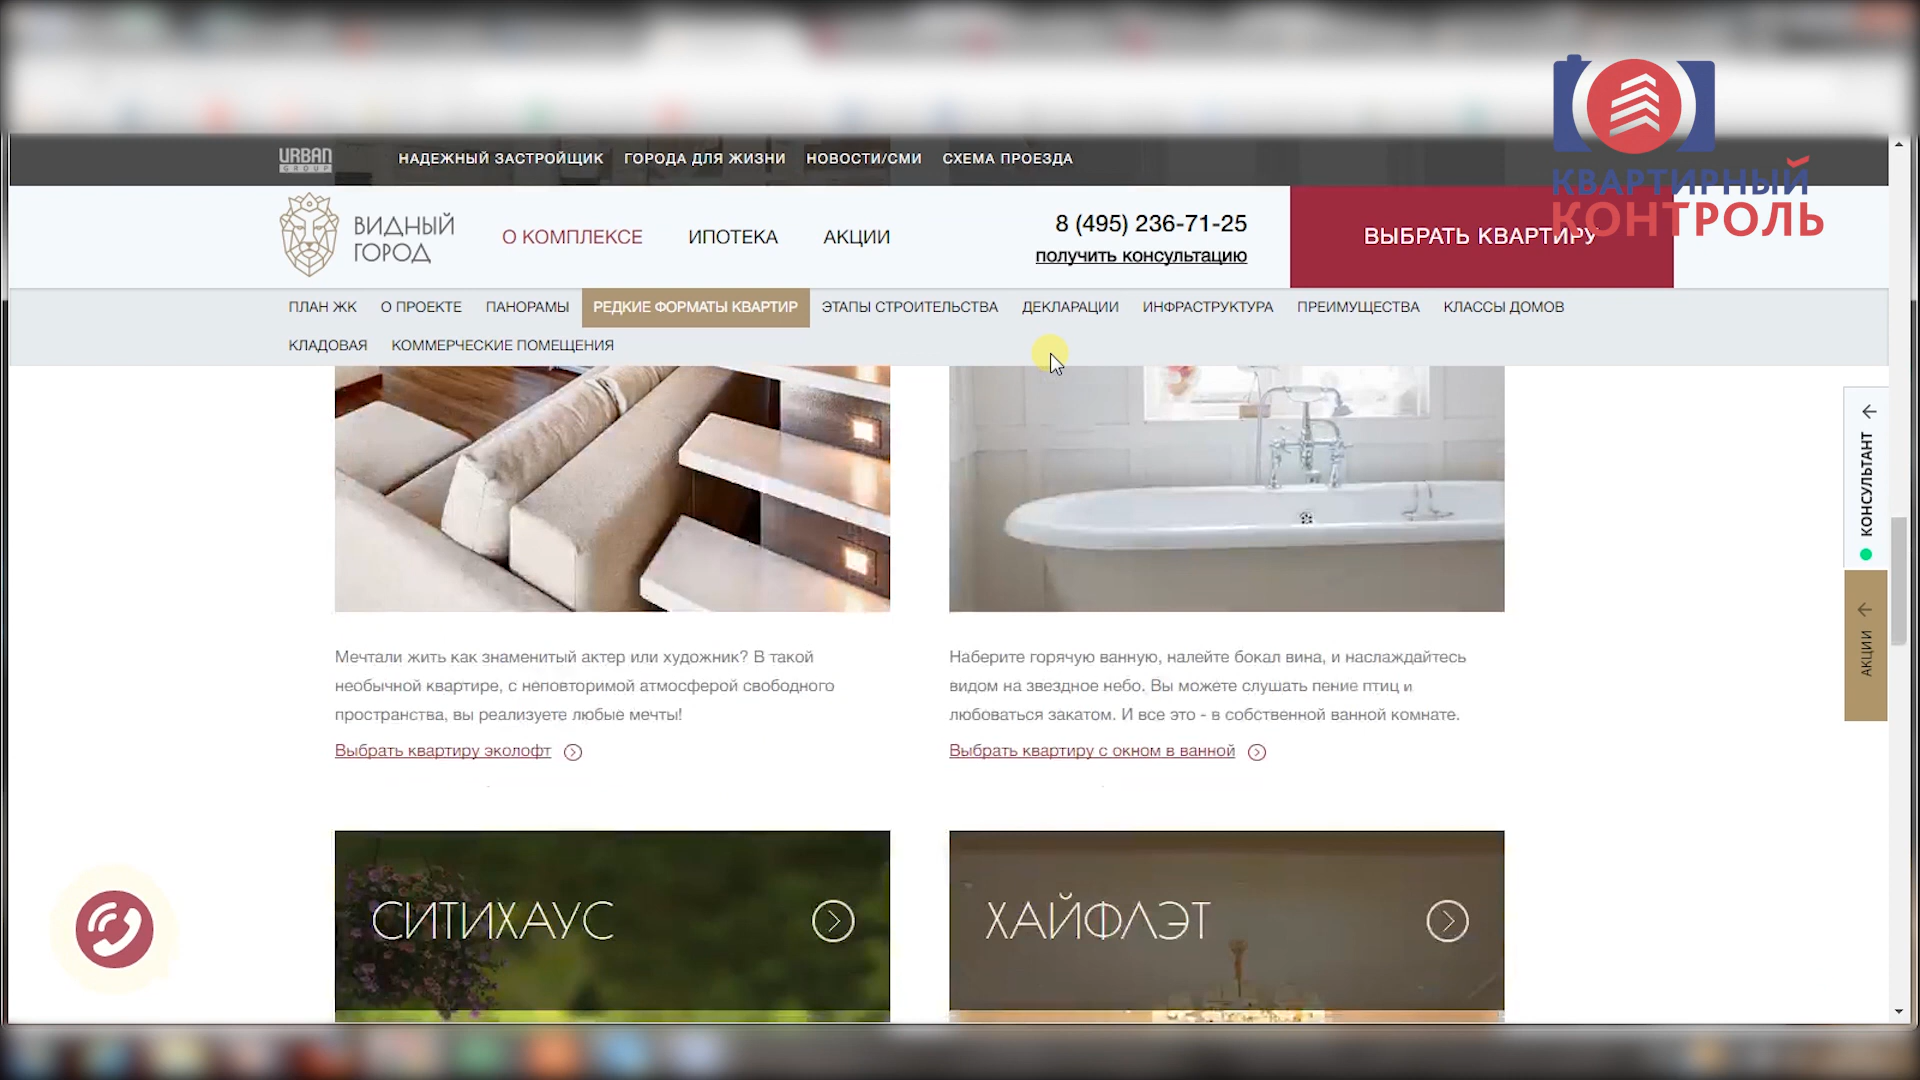 КВАРТИРНЫЙ
КОНТРОЛЬ
URBAN
GROUP
НАДЕЖНЫЙ ЗАСТРОЙЩИК ГОРОДА ДЛЯ ЖИЗНИ НОВОСТИ/СМИ СХЕМА ПРОЕЗДА
ВИДНЫЙ
ГОРОД
О КОМПЛЕКСЕ ИПОТЕКА АКЦИИ
8 (495) 236-71-25
получить консультацию
ВЫБРАТЬ КВАРТИРУ
ПЛАН ЖК О ПРОЕКТЕ ПАНОРАМЫ РЕДКИЕ ФОРМАТЫ КВАРТИР ЭТАПЫ СТРОИТЕЛЬСТВА ДЕКЛАРАЦИИ ИНФРАСТРУКТУРА ПРЕИМУЩЕСТВА КЛАССЫ ДОМОВ
КЛАДОВАЯ КОММЕРЧЕСКИЕ ПОМЕЩЕНИЯ
Мечтали жить как знаменитый актер или художник? В такой
необычной квартире, с неповторимой атмосферой свободного
пространства, вы реализуете любые мечты!
Выбрать квартиру эколофт
Наберите горячую ванную, налейте бокал вина, и наслаждайтесь
видом на звездное небо. Вы можете слушать пение птиц и
любоваться закатом. И все это - в собственной ванной комнате.
Выбрать квартиру с окном в ванной
СИТИХАУС
ХАЙФЛЭТ
КОНСУЛЬТАНТ
АКЦИИ